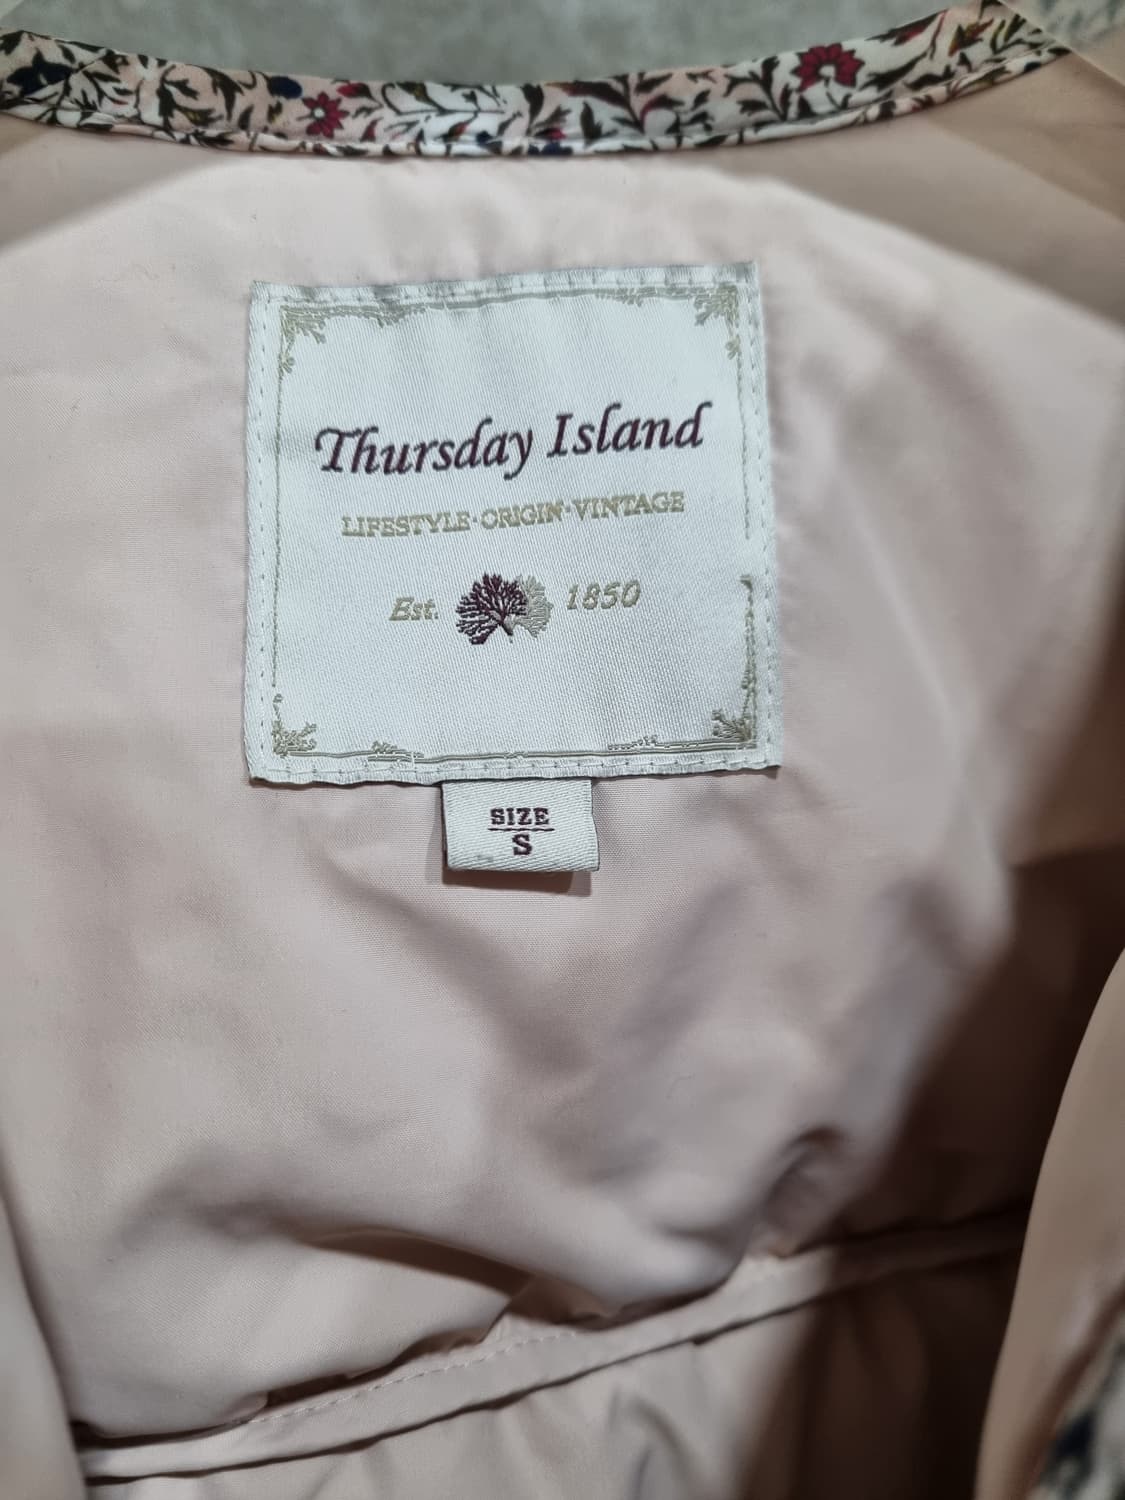 Thursday Island
LIFESTYLE·ORIGIN·VINTAGE
Est. 1850
SIZE
S